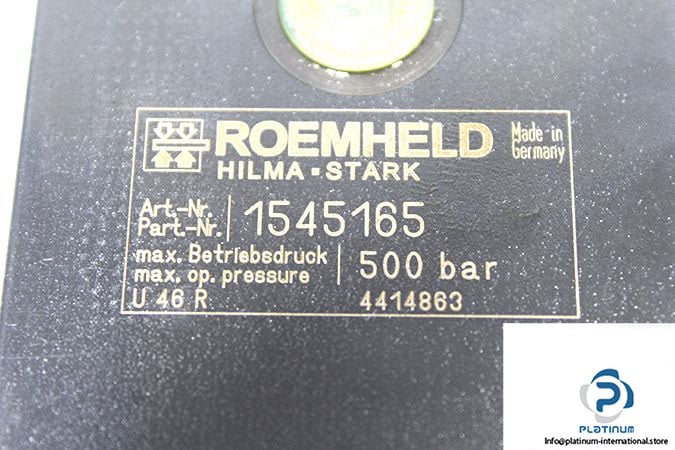 ROEMHELD
HILMA ▪ STARK
Made in
Germany
Art.-Nr.
Part.-Nr.
1545165
max. Betriebsdruck
max. op. pressure
500 bar
U 46 R
4414863
PLATINUM
info@platinum-international.store